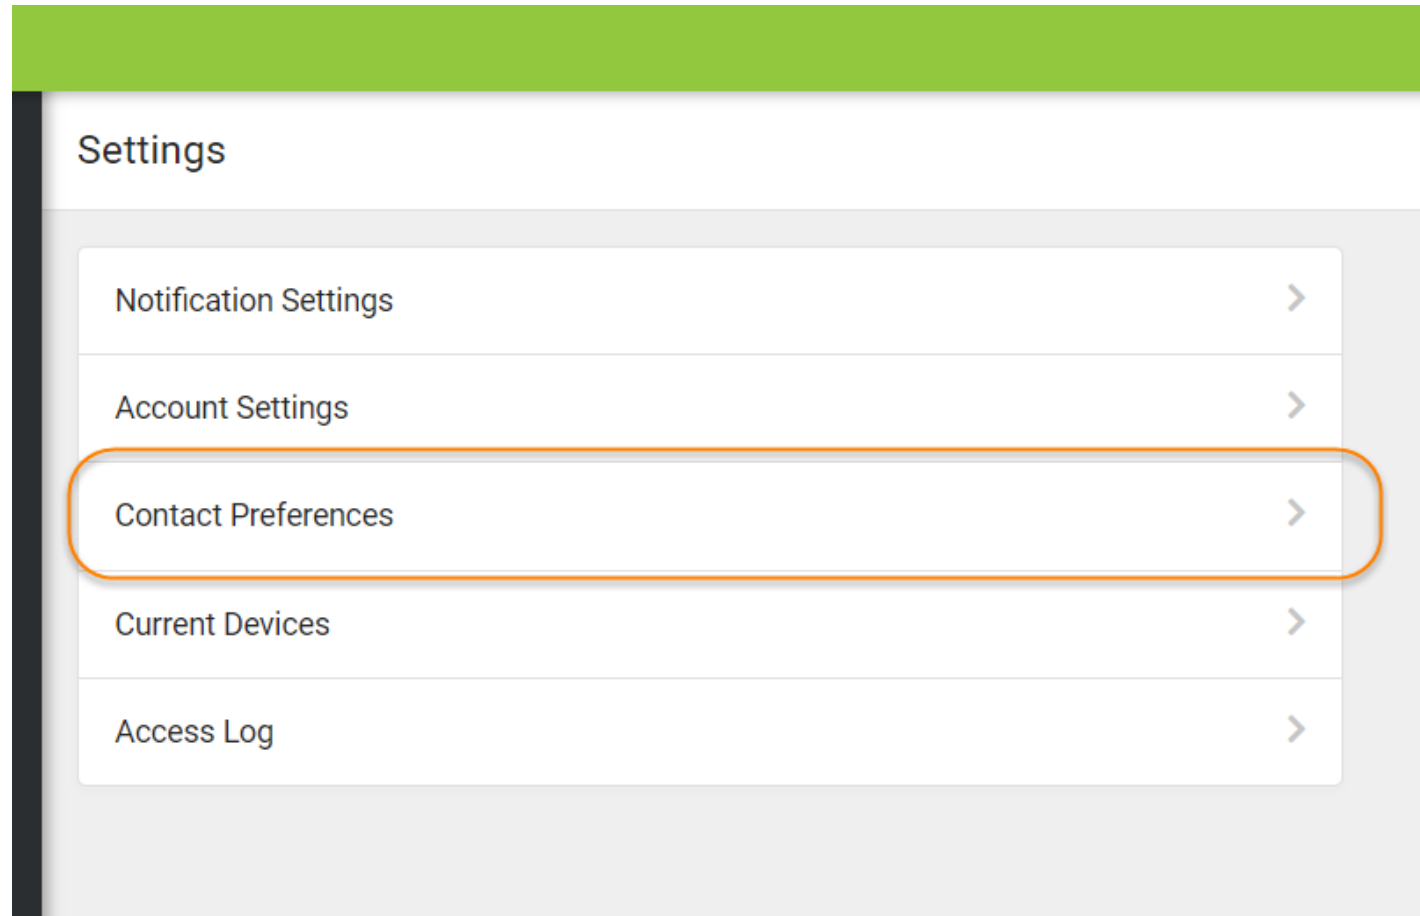 Settings
Notification Settings
Account Settings
Contact Preferences
Current Devices
Access Log